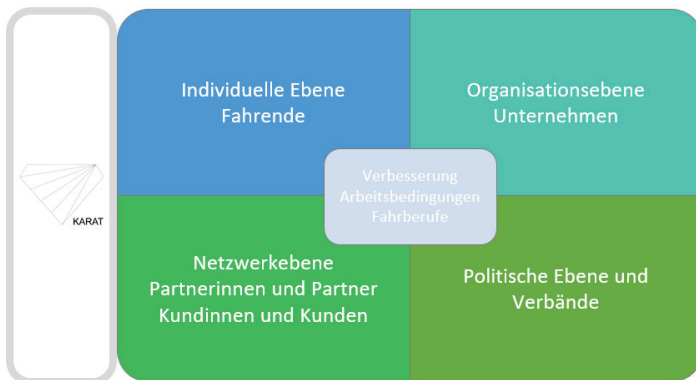 KARAT
Individuelle Ebene
Fahrende
Organisationsebene
Unternehmen
Verbesserung
Arbeitsbedingungen
Fahrberufe
Netzwerkebene
Partnerinnen und Partner
Kundinnen und Kunden
Politische Ebene und
Verbände